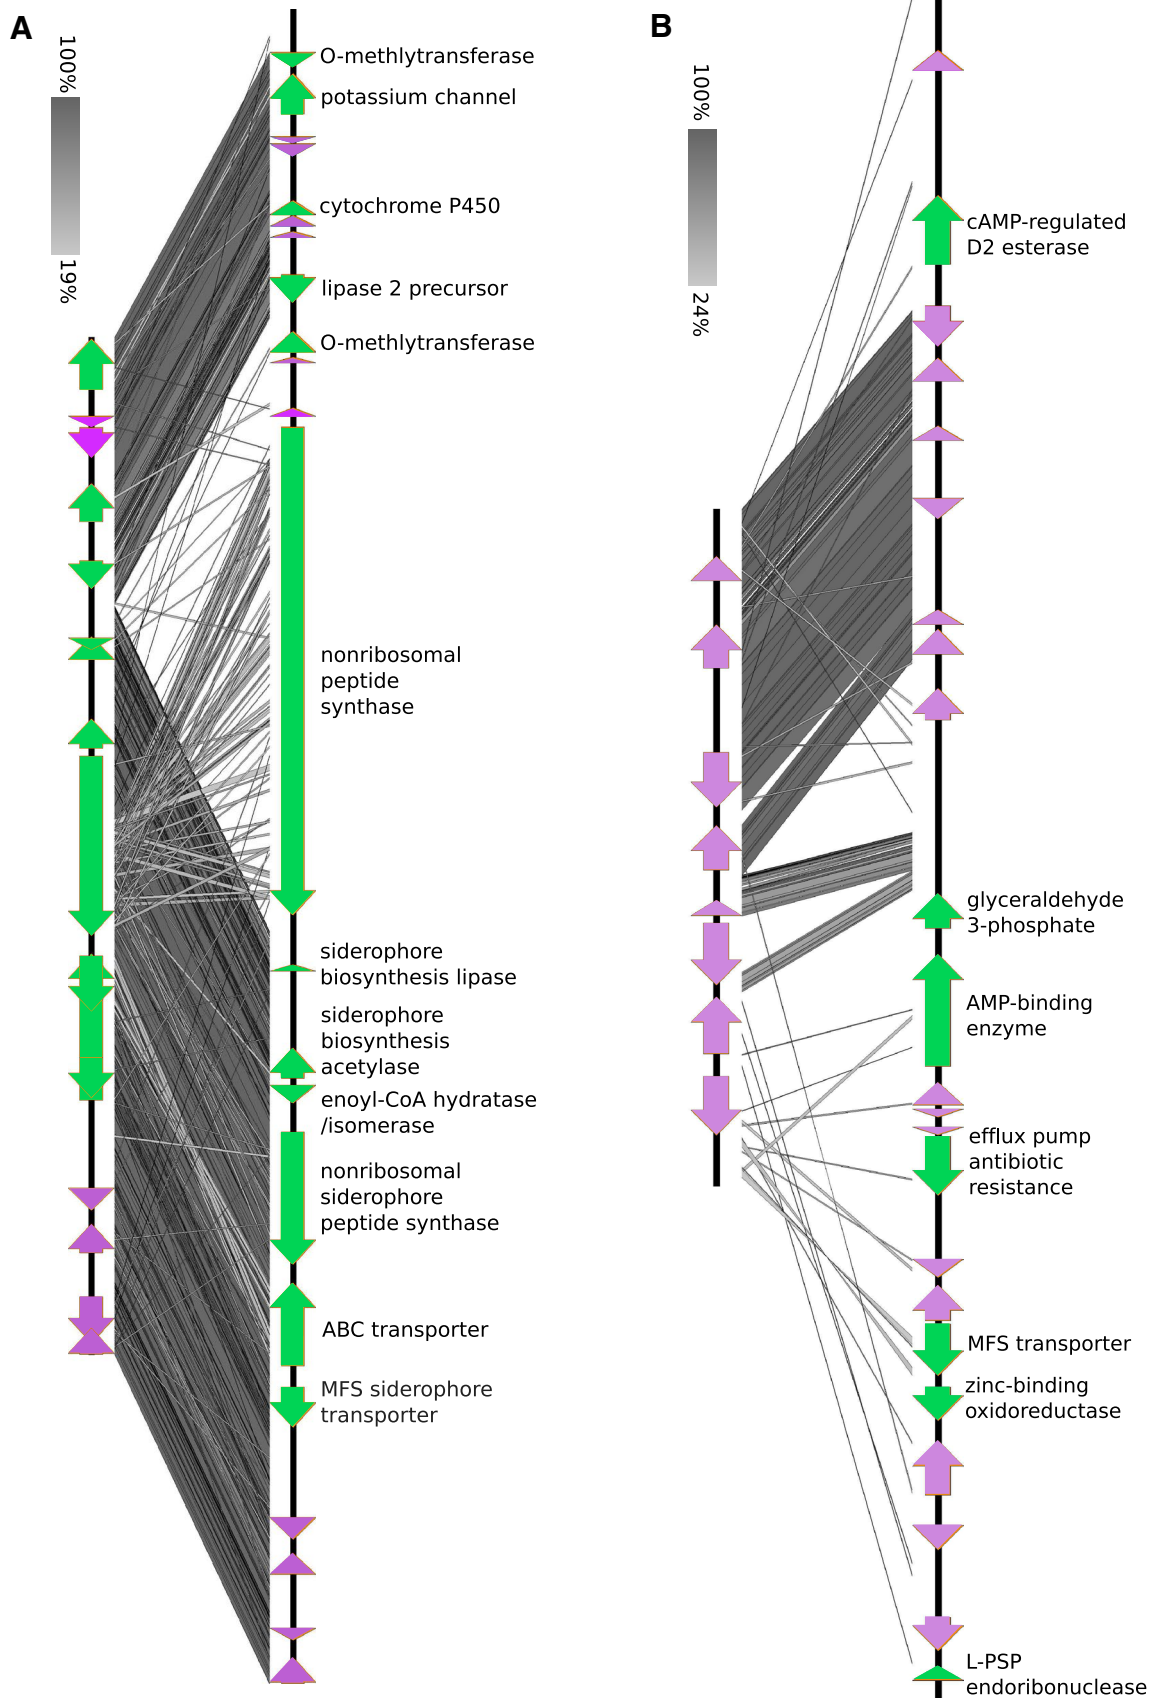 A
100%
19%
O-methlytransferase
potassium channel
cytochrome P450
lipase 2 precursor
O-methlytransferase
nonribosomal
peptide
synthase
siderophore
biosynthesis lipase
siderophore
biosynthesis
acetylase
enoyl-CoA hydratase
/isomerase
nonribosomal
siderophore
peptide synthase
ABC transporter
MFS siderophore
transporter
B
100%
24%
cAMP-regulated
D2 esterase
glyceraldehyde
3-phosphate
AMP-binding
enzyme
efflux pump
antibiotic
resistance
MFS transporter
zinc-binding
oxidoreductase
L-PSP
endoribonuclease